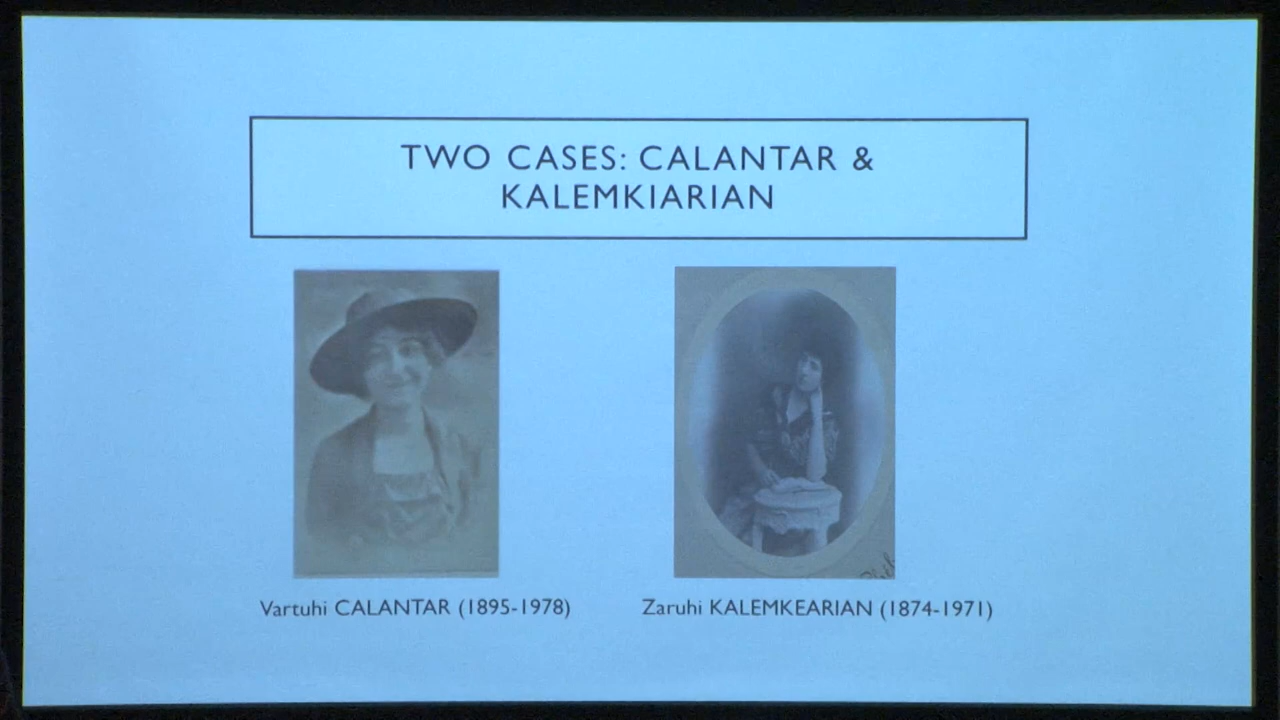 TWO CASES: CALANTAR &
KALEMKIARIAN
Vartuhi CALANTAR (1895-1978)
Zaruhi KALEMKEARIAN (1874-1971)